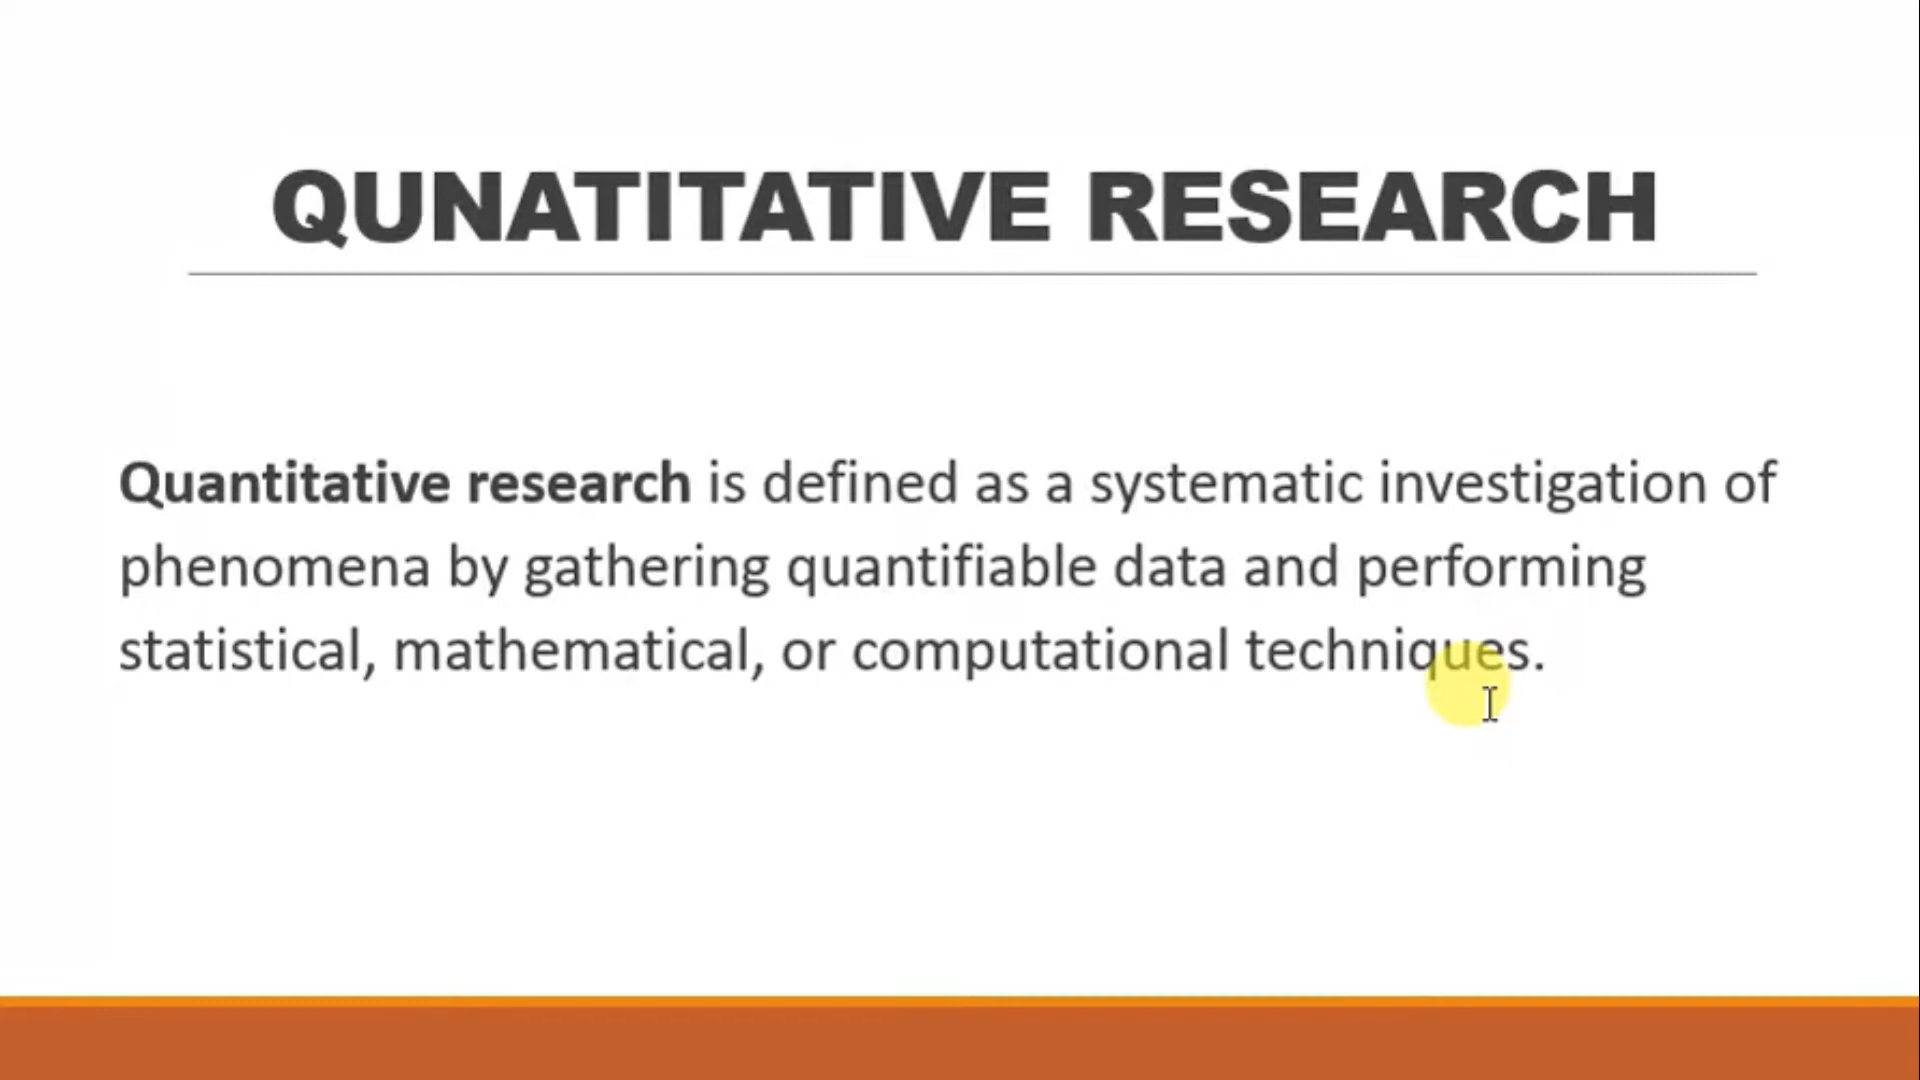 QUNATITATIVE RESEARCH
Quantitative research is defined as a systematic investigation of
phenomena by gathering quantifiable data and performing
statistical, mathematical, or computational techniques.